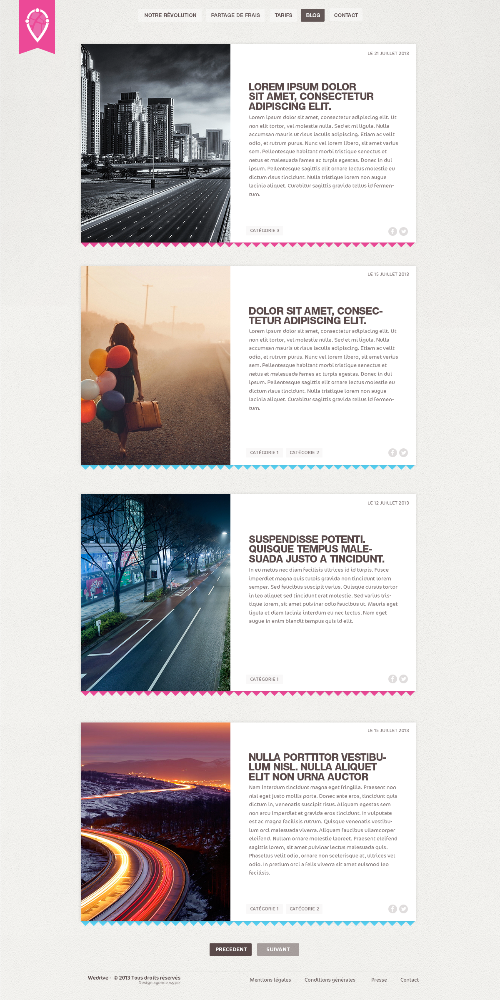 NOTRE RÉVOLUTION
PARTAGE DE FRAIS
TARIFS
BLOG
CONTACT
LE 21 JUILLET 2013
LOREM IPSUM DOLOR
SIT AMET, CONSECTETUR
ADIPISCING ELIT.
Lorem ipsum dolor sit amet, consectetur adipiscing elit. Ut
non elit tortor, vel molestie nulla. Sed et mi ligula. Nulla
accumsan mauris ut risus iaculis adipiscing. Etiam ac velit
odio, et rutrum purus. Nunc vel lorem libero, sit amet varius
sem. Pellentesque habitant morbi tristique senectus et
netus et malesuada fames ac turpis egestas. Donec in dui
ipsum. Pellentesque sagittis elit ornare lectus molestie eu
dictum risus tincidunt. Nulla tristique lorem non augue
lacinia aliquet. Curabitur sagittis gravida tellus id fermen-
tum.
CATÉGORIE 3
LE 15 JUILLET 2013
DOLOR SIT AMET, CONSEC-
TETUR ADIPISCING ELIT.
Lorem ipsum dolor sit amet, consectetur adipiscing elit. Ut
non elit tortor, vel molestie nulla. Sed et mi ligula. Nulla
accumsan mauris ut risus iaculis adipiscing. Etiam ac velit
odio, et rutrum purus. Nunc vel lorem libero, sit amet varius
sem. Pellentesque habitant morbi tristique senectus et
netus et malesuada fames ac turpis egestas. Donec in dui
ipsum. Pellentesque sagittis elit ornare lectus molestie eu
dictum risus tincidunt. Nulla tristique lorem non augue
lacinia aliquet. Curabitur sagittis gravida tellus id fermen-
tum.
CATÉGORIE 1
CATÉGORIE 2
LE 12 JUILLET 2013
SUSPENDISSE POTENTI.
QUISQUE TEMPUS MALE-
SUADA JUSTO A TINCIDUNT.
In eu metus nec diam facilisis ultrices id id turpis. Fusce
imperdiet magna quis turpis gravida non tincidunt lorem
semper. Sed faucibus suscipit varius. Quisque cursus tortor
in leo aliquet sed tincidunt erat molestie. Sed varius tris-
tique lorem, sit amet pulvinar odio faucibus ut. Mauris eget
ligula et diam lacinia interdum eu nec lectus. Nam eget
augue in enim blandit tempus quis id elit.
CATÉGORIE 1
LE 15 JUILLET 2013
NULLA PORTTITOR VESTIBU-
LUM NISL. NULLA ALIQUET
ELIT NON URNA AUCTOR
Nam interdum tincidunt magna eget fringilla. Praesent non
nisi eget justo mollis porta. Donec ante eros, tincidunt quis
dictum in, venenatis suscipit risus. Aliquam egestas sem
non arcu imperdiet et gravida eros tincidunt. In vulputate
est ac magna facilisis rutrum. Quisque venenatis vestibu-
lum orci malesuada viverra. Aliquam faucibus ullamcorper
eleifend. Nullam ornare molestie laoreet. Praesent eleifend
sagittis lorem, sit amet pulvinar lectus malesuada quis.
Phasellus velit odio, ornare non scelerisque at, ultrices vel
odio. In pretium orci a felis viverra sit amet euismod leo
facilisis.
CATÉGORIE 1
CATÉGORIE 2
PRECEDENT
SUIVANT
Wedrive - © 2013 Tous droits réservés
Design agence wype
Mentions légales
Conditions générales
Presse
Contact